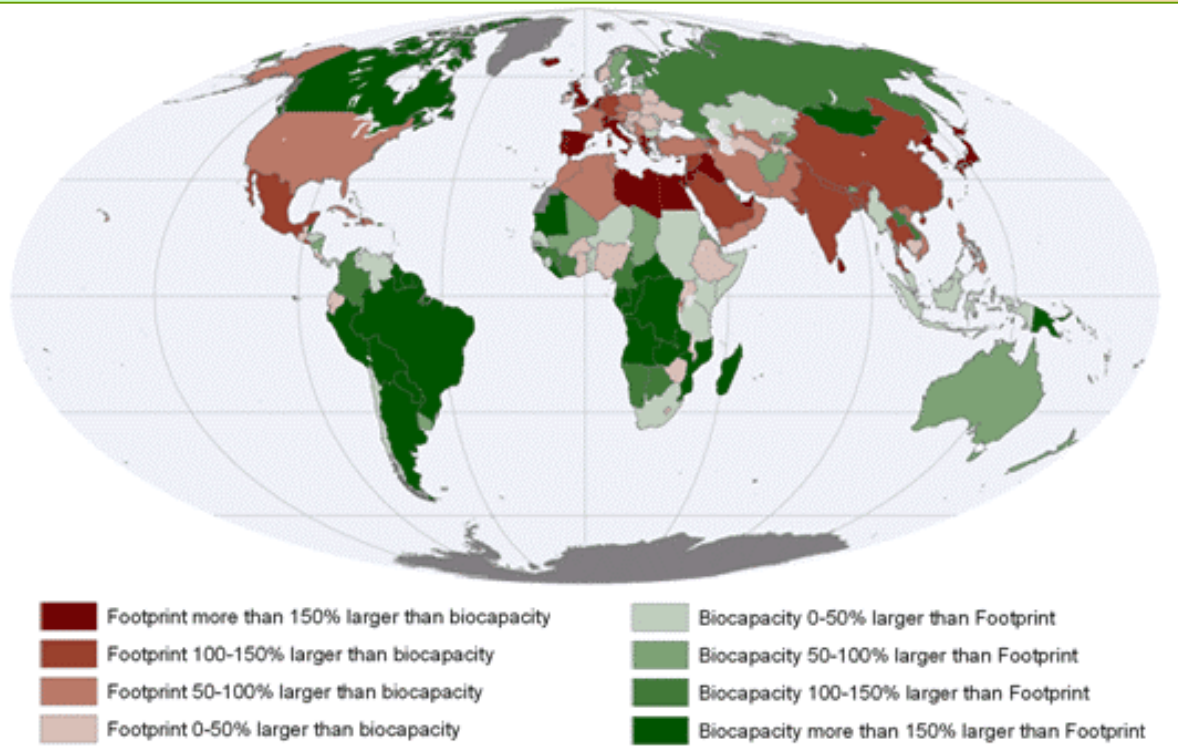 Footprint more than 150% larger than biocapacity
Footprint 100-150% larger than biocapacity
Footprint 50-100% larger than biocapacity
Footprint 0-50% larger than biocapacity
Biocapacity 0-50% larger than Footprint
Biocapacity 50-100% larger than Footprint
Biocapacity 100-150% larger than Footprint
Biocapacity more than 150% larger than Footprint